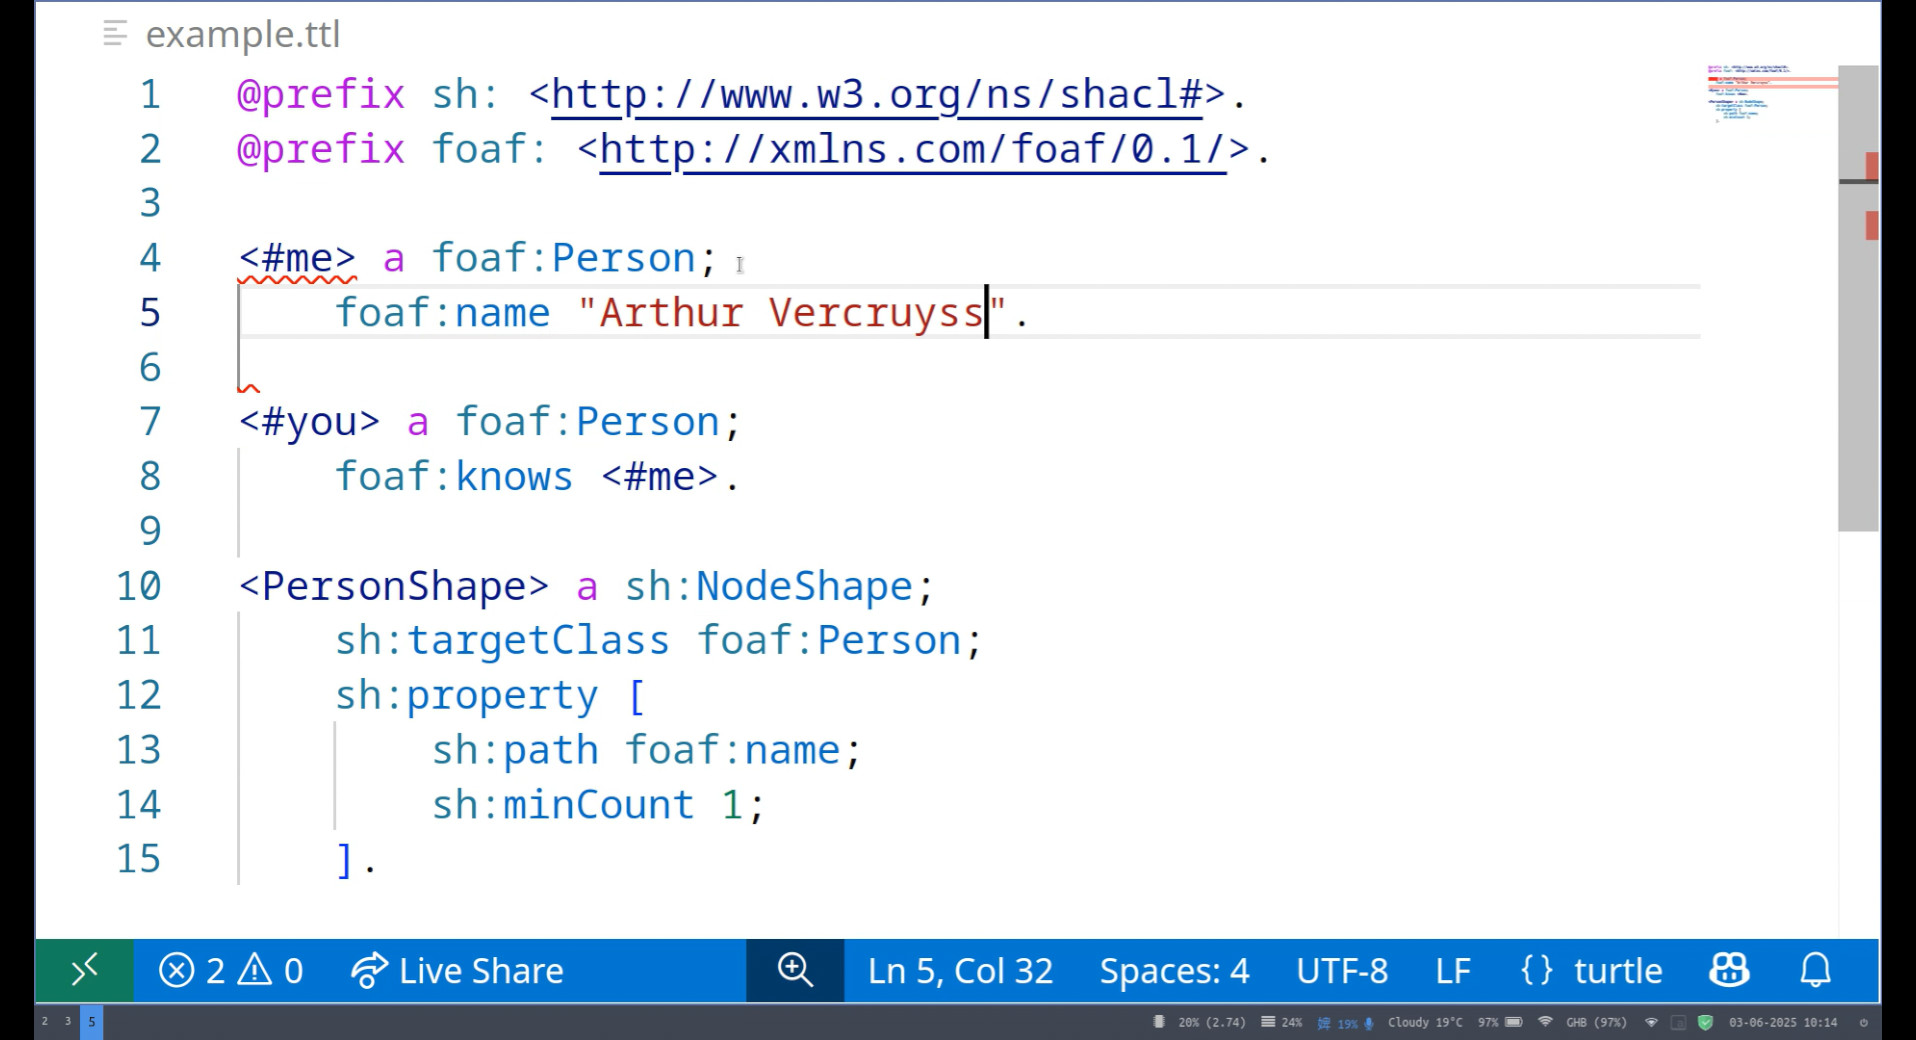 example.ttl
1 @prefix sh: <http://www.w3.org/ns/shacl#>.
2 @prefix foaf: <http://xmlns.com/foaf/0.1/>.
3
4 <#me> a foaf:Person;
5 foaf:name "Arthur Vercruyss".
6
7 <#you> a foaf:Person;
8 foaf:knows <#me>.
9
10 <PersonShape> a sh:NodeShape;
11 sh:targetClass foaf:Person;
12 sh:property [
13 sh:path foaf:name;
14 sh:minCount 1;
15 ].
2 0 Live Share Ln 5, Col 32 Spaces: 4 UTF-8 LF {} turtle
2 3 5 20% (2.74) 24% 19% Cloudy 19°C 97% GHB (97%) 03-06-2025 10:14